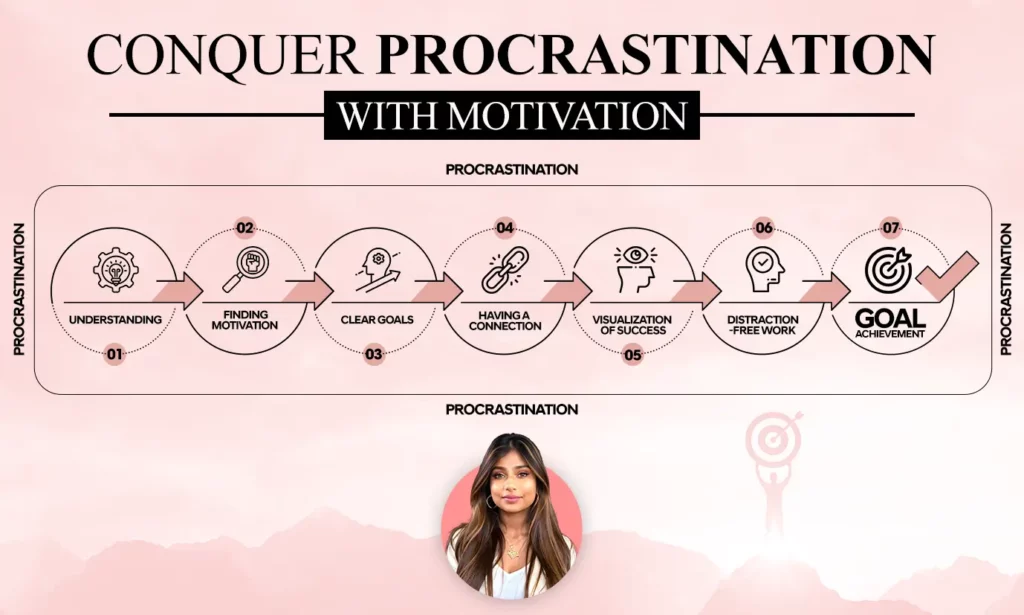 CONQUER PROCRASTINATION
WITH MOTIVATION
PROCRASTINATION
PROCRASTINATION
01
UNDERSTANDING
02
FINDING
MOTIVATION
03
CLEAR GOALS
04
HAVING A
CONNECTION
05
VISUALIZATION
OF SUCCESS
06
DISTRACTION
-FREE WORK
07
GOAL
ACHIEVEMENT
PROCRASTINATION
PROCRASTINATION